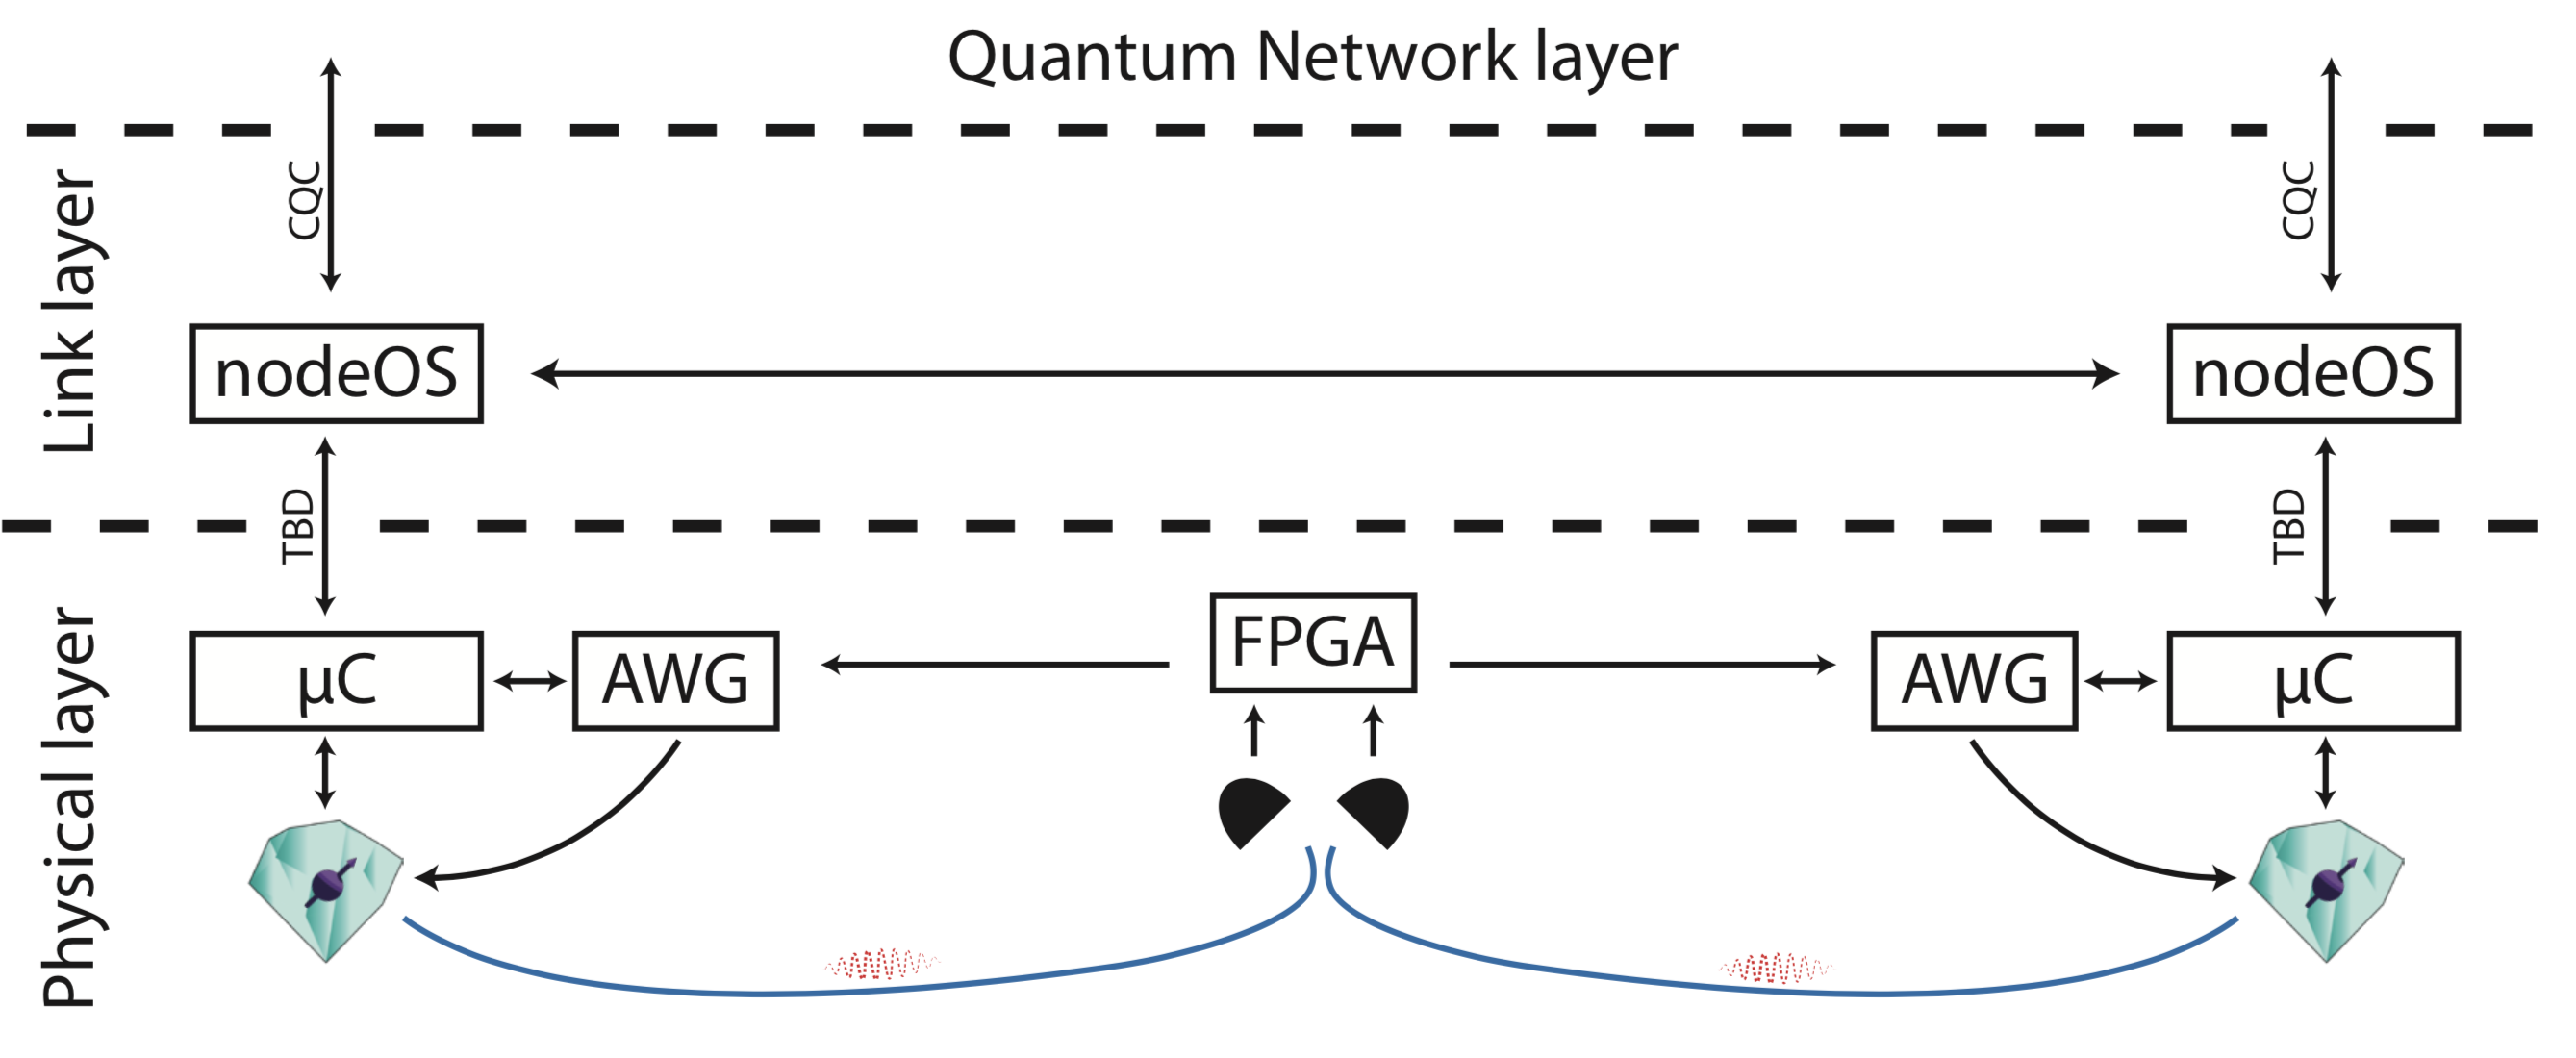 Quantum Network layer
Link layer
CQC
CQC
nodeOS
nodeOS
TBD
TBD
Physical layer
µC
AWG
FPGA
AWG
µC